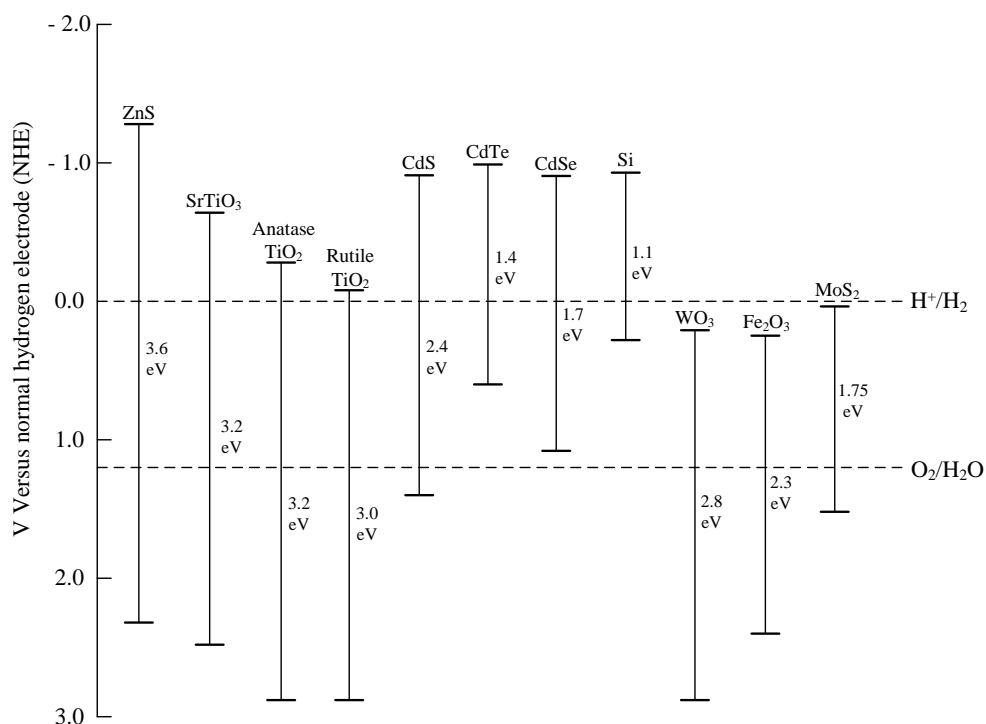 - 2.0
ZnS
- 1.0
CdS
CdTe
CdSe
Si
SrTiO₃
Anatase
TiO₂
Rutile
TiO₂
1.4
eV
1.1
eV
0.0
H⁺/H₂
MoS₂
WO₃
Fe₂O₃
3.6
eV
2.4
eV
1.7
eV
1.75
eV
3.2
eV
1.0
O₂/H₂O
3.2
eV
3.0
eV
2.8
eV
2.3
eV
2.0
3.0
V Versus normal hydrogen electrode (NHE)